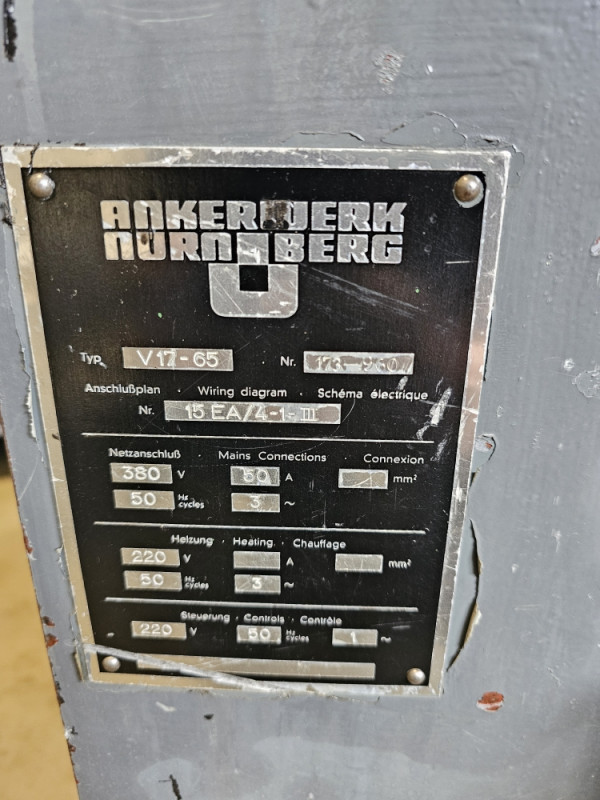 ANKERWERK
NÜRNBERG
Typ V17-65 Nr. 173-960
Anschlußplan · Wiring diagram · Schéma électrique
Nr. 15 EA/4-1-III
Netzanschluß · Mains Connections · Connexion
380 V 50 A mm²
50 Hz cycles 3 ~
Heizung · Heating · Chauffage
220 V A mm²
50 Hz cycles 3 ~
Steuerung · Controls · Contrôle
220 V 50 Hz cycles 1 ~